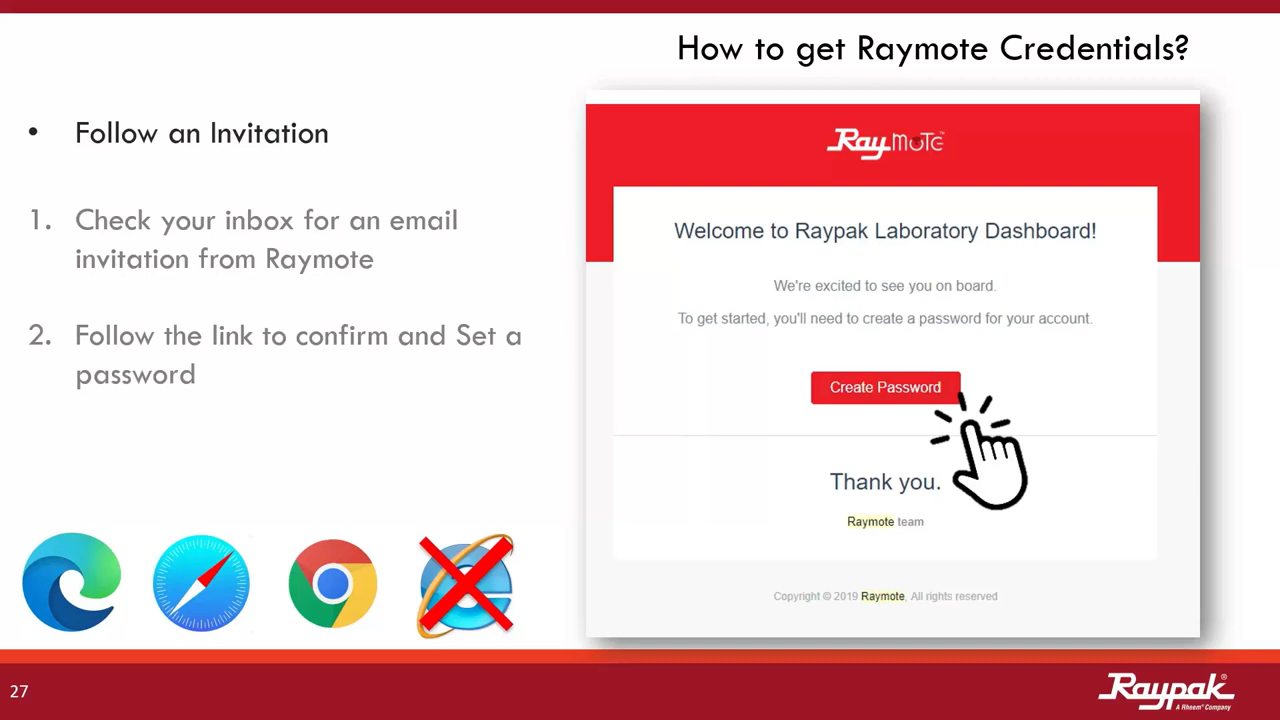 How to get Raymote Credentials?
• Follow an Invitation
1. Check your inbox for an email
invitation from Raymote
2. Follow the link to confirm and Set a
password
RayMOTE™
Welcome to Raypak Laboratory Dashboard!
We're excited to see you on board.
To get started, you'll need to create a password for your account.
Create Password
Thank you.
Raymote team
Copyright © 2019 Raymote, All rights reserved
27
Raypak®
A Rheem® Company